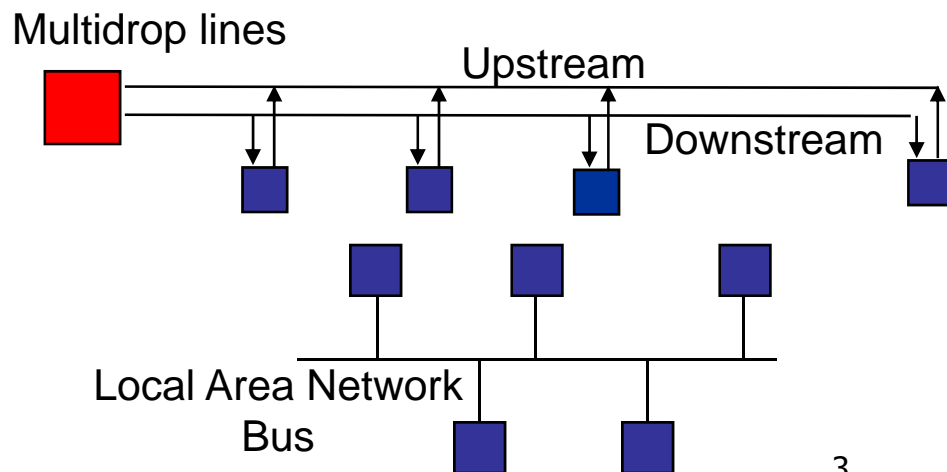 Multidrop lines
Upstream
Downstream
Local Area Network
Bus
3